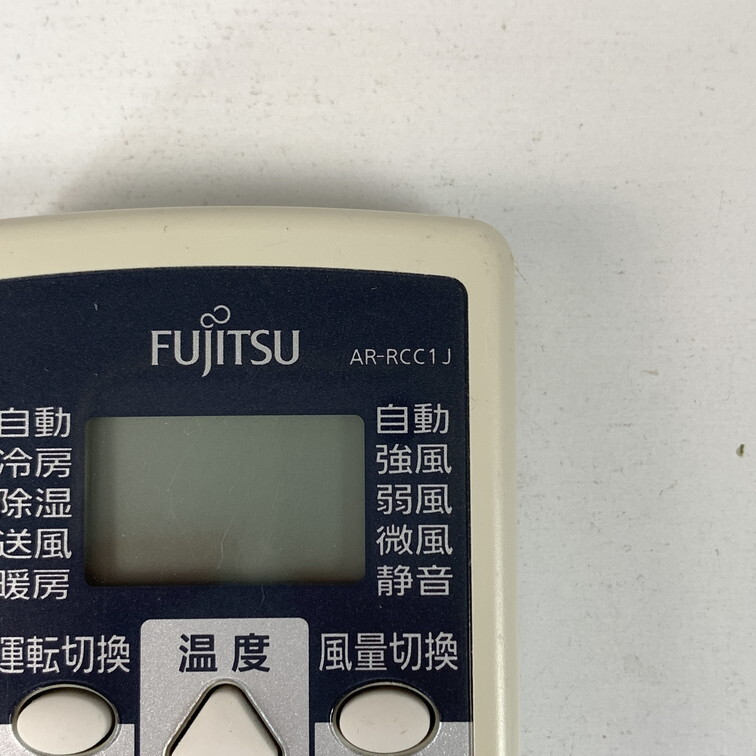 FUJITSU AR-RCC1J
自動
冷房
除湿
送風
暖房
自動
強風
弱風
微風
静音
運転切換 温度 風量切換